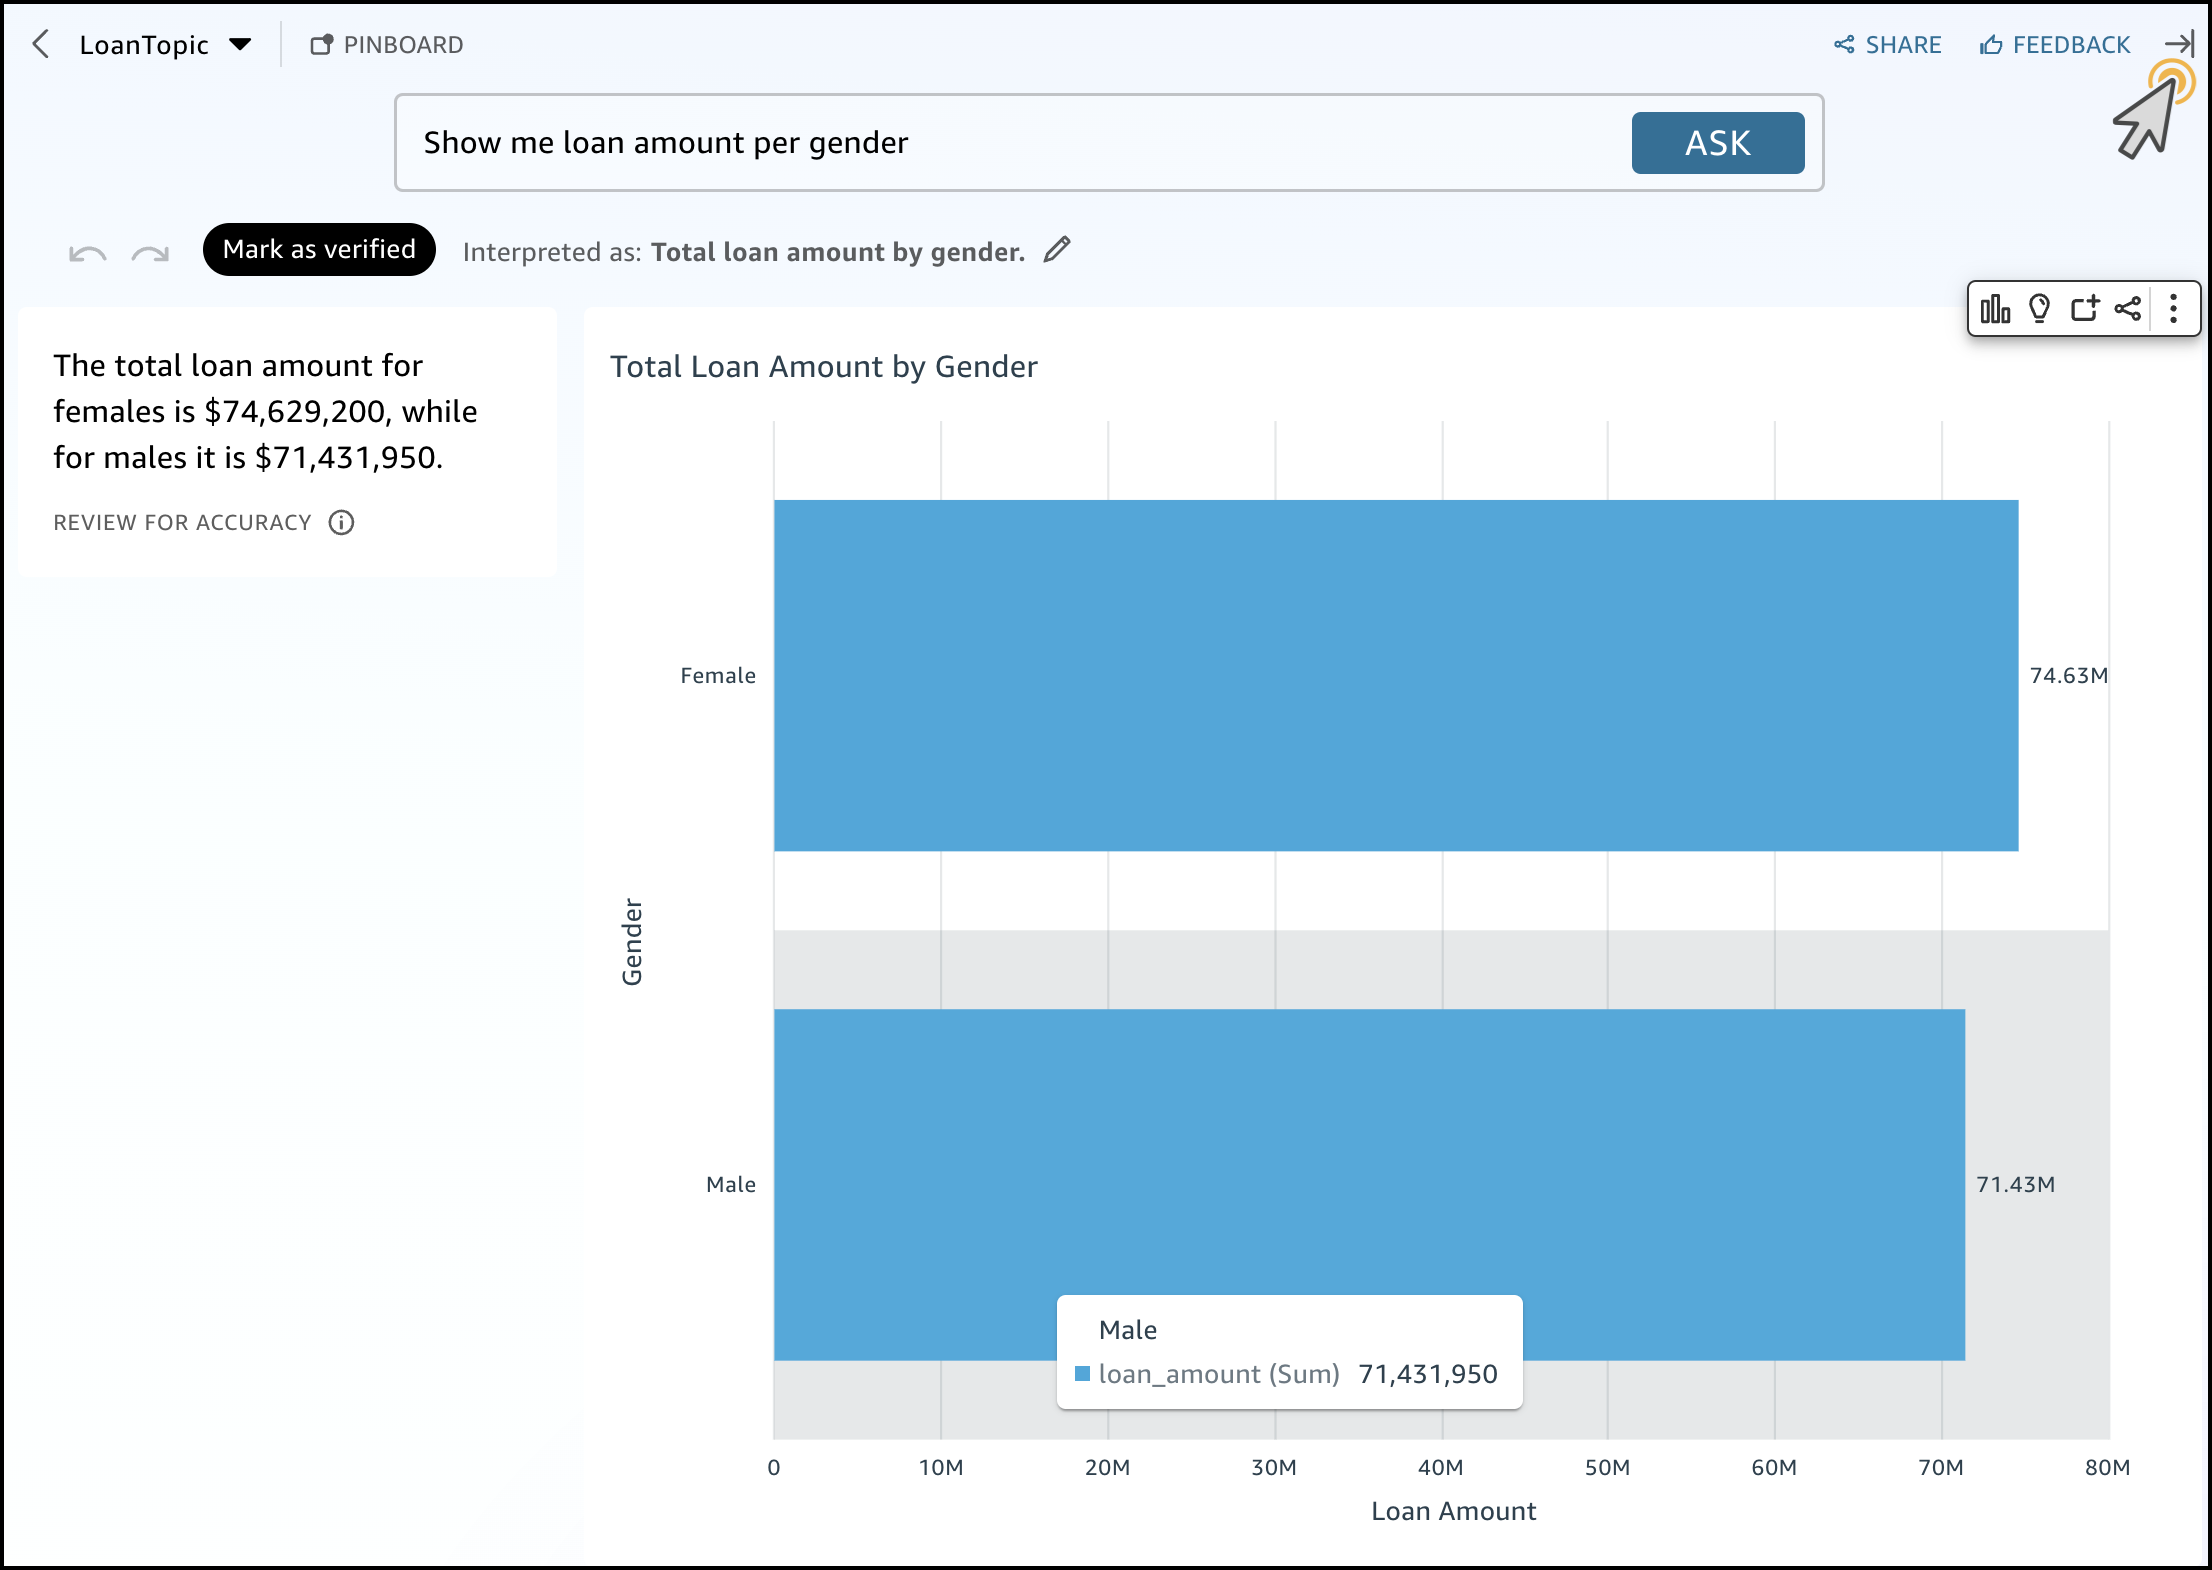 LoanTopic
PINBOARD
SHARE
FEEDBACK
Show me loan amount per gender
ASK
Mark as verified
Interpreted as: Total loan amount by gender.
The total loan amount for
females is $74,629,200, while
for males it is $71,431,950.
REVIEW FOR ACCURACY
Total Loan Amount by Gender
Female
74.63M
Gender
Male
71.43M
Male
loan_amount (Sum) 71,431,950
0 10M 20M 30M 40M 50M 60M 70M 80M
Loan Amount